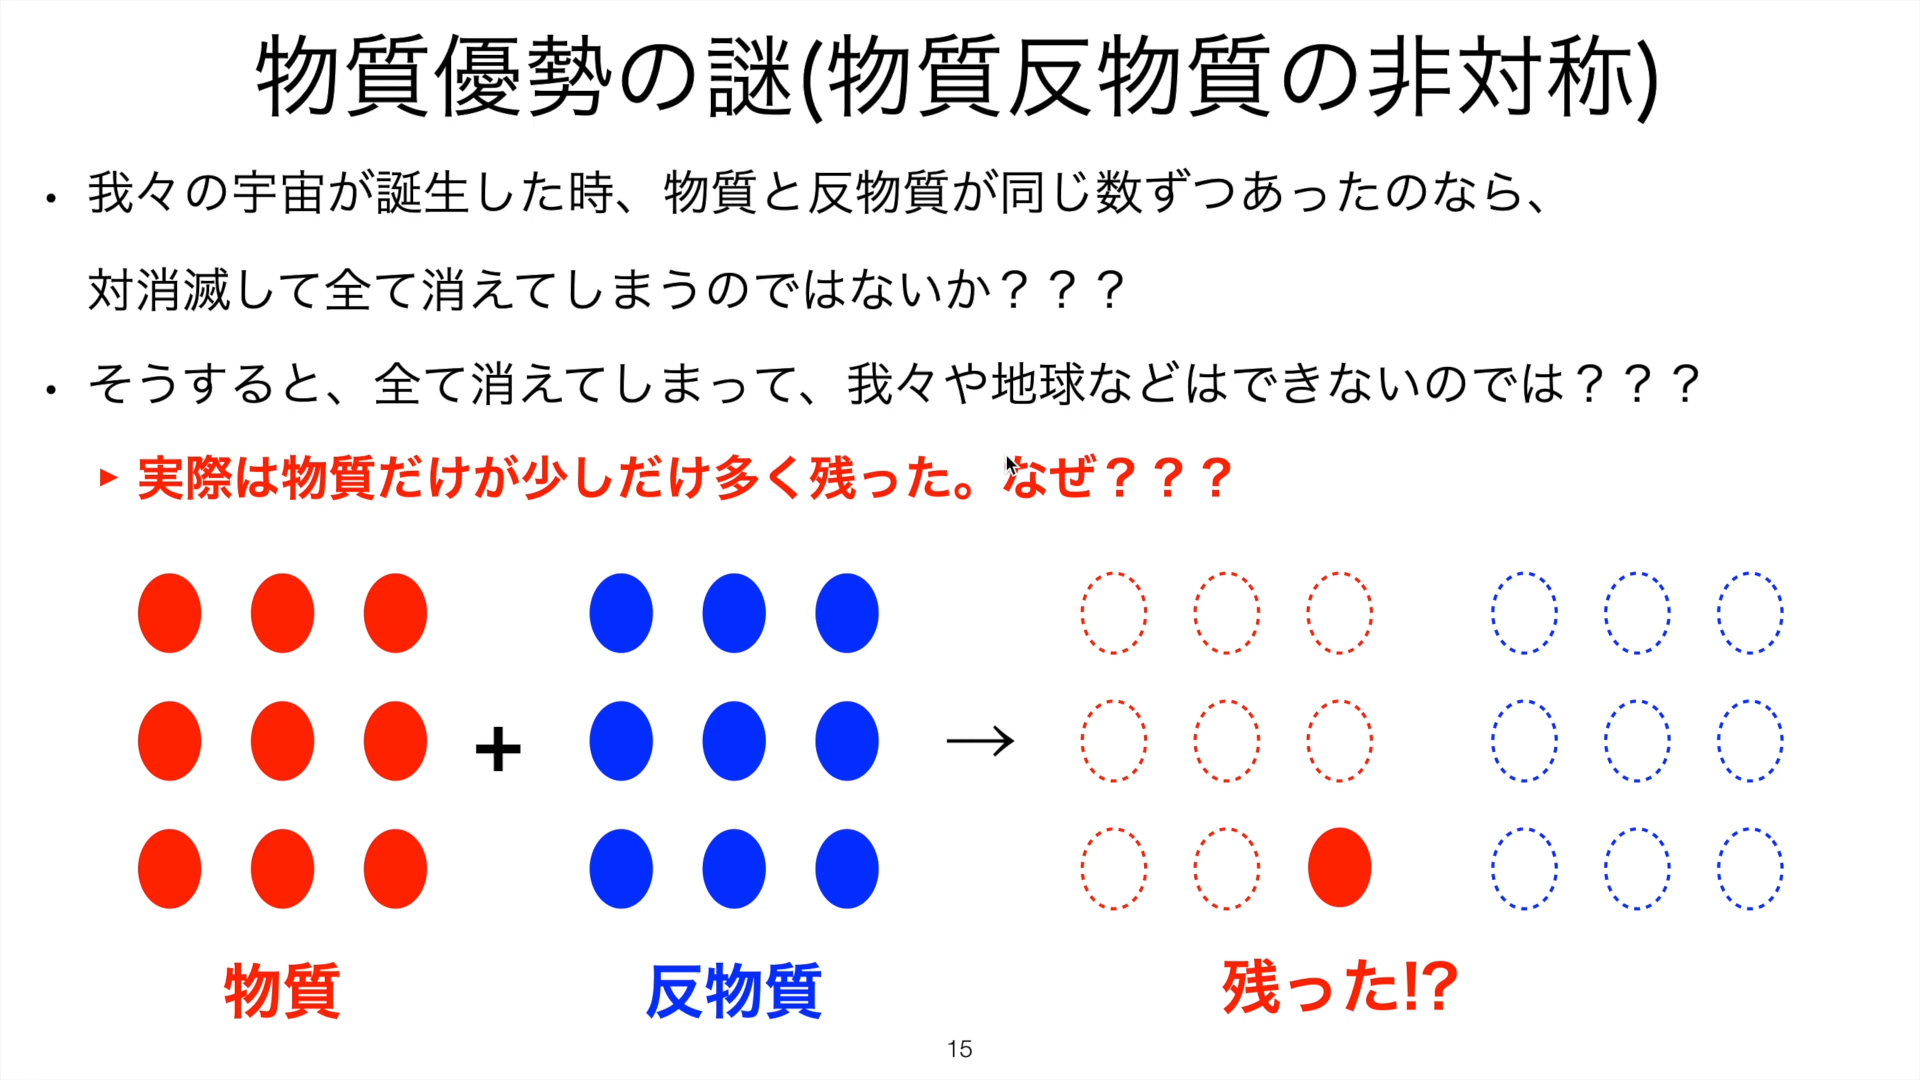 物質優勢の謎(物質反物質の非対称)
• 我々の宇宙が誕生した時、物質と反物質が同じ数ずつあったのなら、
対消滅して全て消えてしまうのではないか？？？
• そうすると、全て消えてしまって、我々や地球などはできないのでは？？？
▸ 実際は物質だけが少しだけ多く残った。なぜ？？？
+
→
物質
反物質
残った!?
15